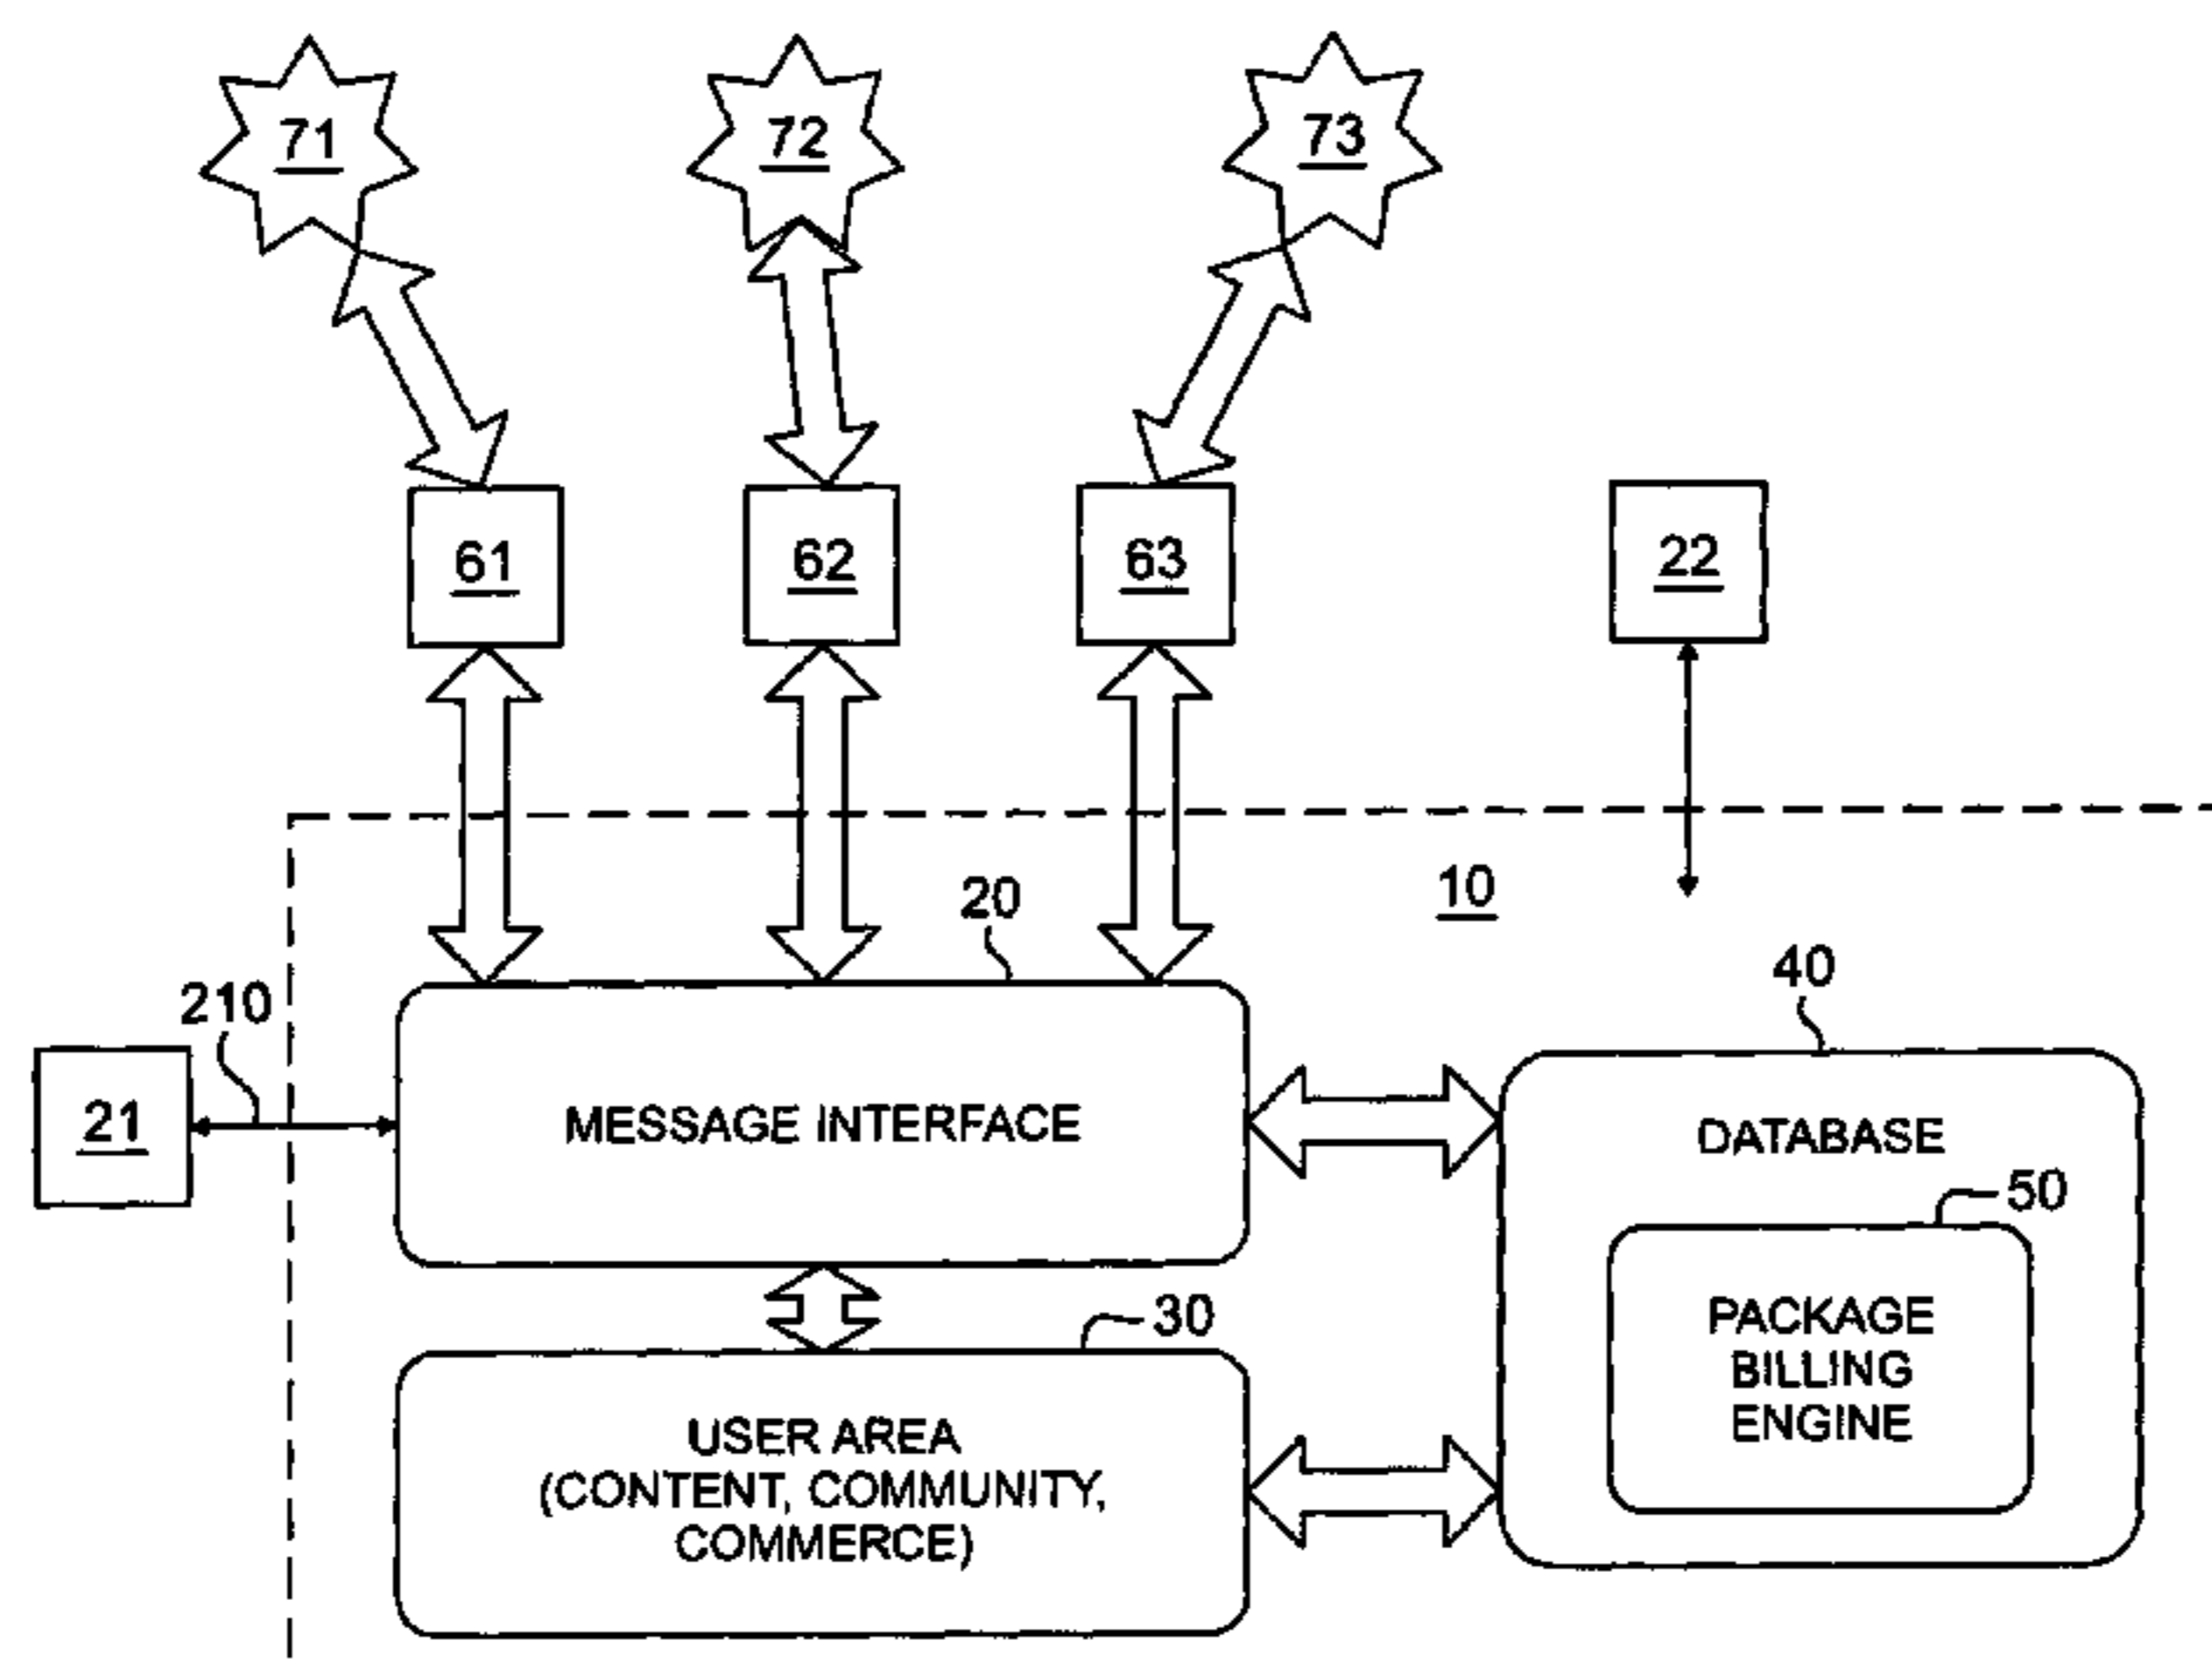 71
72
73
61
62
63
22
10
20
40
210
21
MESSAGE INTERFACE
DATABASE
50
PACKAGE
BILLING
ENGINE
30
USER AREA
(CONTENT, COMMUNITY,
COMMERCE)